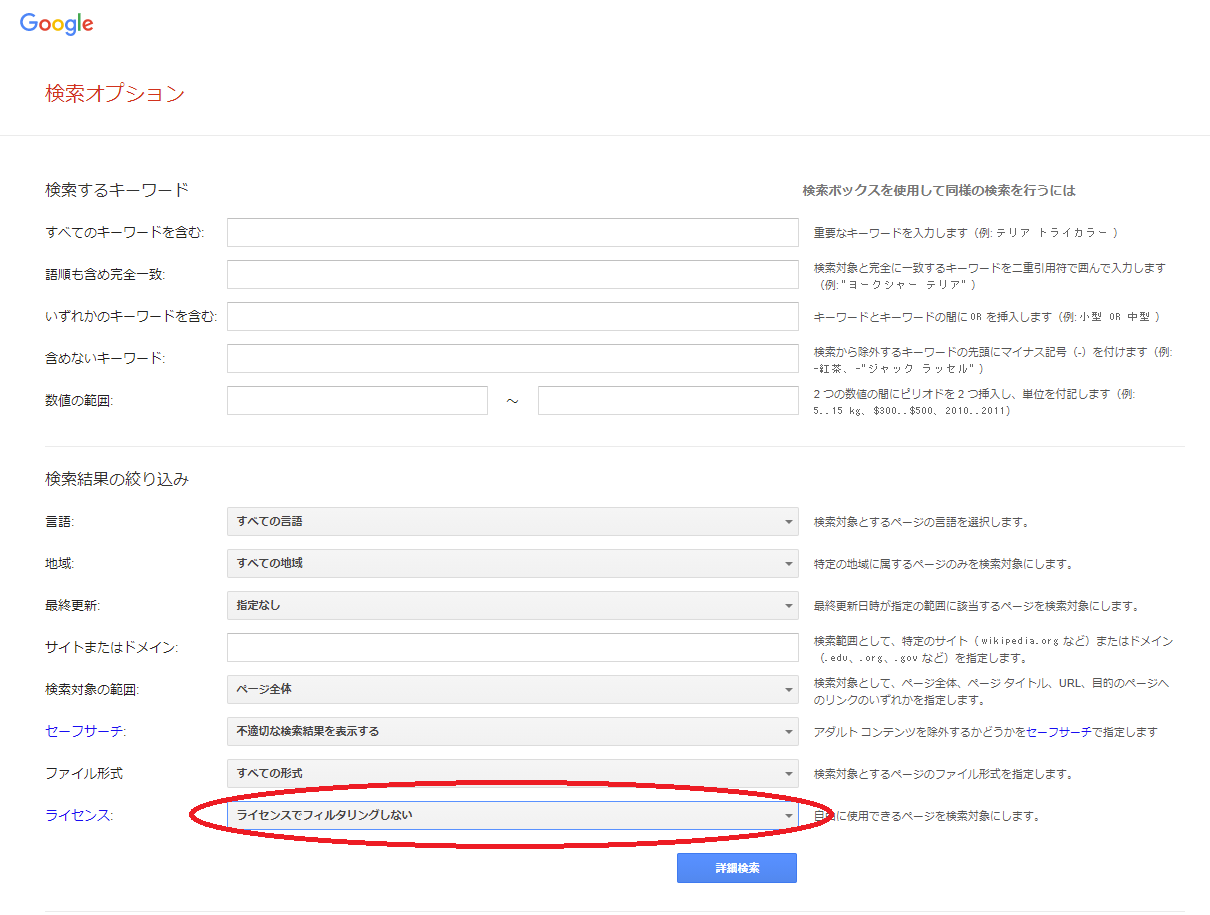 Google
検索オプション
検索するキーワード
検索ボックスを使用して同様の検索を行うには
すべてのキーワードを含む:
重要なキーワードを入力します（例: テリア トライカラー ）
語順も含め完全一致:
検索対象と完全に一致するキーワードを二重引用符で囲んで入力します
（例: "ヨークシャー テリア" ）
いずれかのキーワードを含む:
キーワードとキーワードの間に OR を挿入します（例: 小型 OR 中型 ）
含めないキーワード:
検索から除外するキーワードの先頭にマイナス記号（-）を付けます（例:
-紅茶、-"ジャック ラッセル" ）
数値の範囲:
～
2 つの数値の間にピリオドを 2 つ挿入し、単位を付記します（例:
5..15 kg、$300..$500、2010..2011）
検索結果の絞り込み
言語:
すべての言語
検索対象とするページの言語を選択します。
地域:
すべての地域
特定の地域に属するページのみを検索対象にします。
最終更新:
指定なし
最終更新日時が指定の範囲に該当するページを検索対象にします。
サイトまたはドメイン:
検索範囲として、特定のサイト（ wikipedia.org など）またはドメイン
（.edu、.org、.gov など）を指定します。
検索対象の範囲:
ページ全体
検索対象として、ページ全体、ページ タイトル、URL、目的のページへ
のリンクのいずれかを指定します。
セーフサーチ:
不適切な検索結果を表示する
アダルト コンテンツを除外するかどうかをセーフサーチで指定します
ファイル形式
すべての形式
検索対象とするページのファイル形式を指定します。
ライセンス:
ライセンスでフィルタリングしない
自由に使用できるページを検索対象にします。
詳細検索